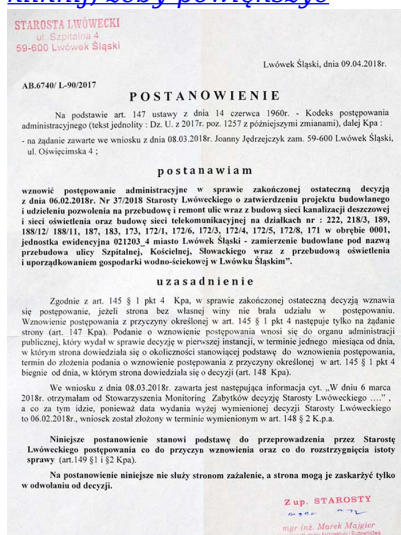 kliknij, żeby powiększyć
STAROSTA LWÓWECKI
ul. Szpitalna 4
59-600 Lwówek Śląski
Lwówek Śląski, dnia 09.04.2018r.
AB.6740/ L-90/2017
POSTANOWIENIE
Na podstawie art. 147 ustawy z dnia 14 czerwca 1960r. - Kodeks postępowania
administracyjnego (tekst jednolity : Dz. U. z 2017r. poz. 1257 z późniejszymi zmianami), dalej Kpa :
- na żądanie zawarte we wniosku z dnia 08.03.2018r. Joanny Jędrzejczyk zam. 59-600 Lwówek Śląski,
ul. Oświęcimska 4 ;
postanawiam
wznowić postępowanie administracyjne w sprawie zakończonej ostateczną decyzją
z dnia 06.02.2018r. Nr 37/2018 Starosty Lwóweckiego o zatwierdzeniu projektu budowlanego
i udzieleniu pozwolenia na przebudowę i remont ulic wraz z budową sieci kanalizacji deszczowej
i sieci oświetlenia oraz budowę sieci telekomunikacyjnej na działkach nr : 222, 218/3, 189,
188/12/ 188/11, 187, 183, 173, 172/1, 172/6, 172/3, 172/4, 172/5, 172/8, 171 w obrębie 0001,
jednostka ewidencyjna 021203_4 miasto Lwówek Śląski - zamierzenie budowlane pod nazwą
przebudowa ulicy Szpitalnej, Kościelnej, Słowackiego wraz z przebudową oświetlenia
i uporządkowaniem gospodarki wodno-ściekowej w Lwówku Śląskim".
uzasadnienie
Zgodnie z art. 145 § 1 pkt 4 Kpa, w sprawie zakończonej ostateczną decyzją wznawia
się postępowanie, jeżeli strona bez własnej winy nie brała udziału w postępowaniu.
Wznowienie postępowania z przyczyny określonej w art. 145 § 1 pkt 4 następuje tylko na żądanie
strony (art. 147 Kpa). Podanie o wznowienie postępowania wnosi się do organu administracji
publicznej, który wydał w sprawie decyzję w pierwszej instancji, w terminie jednego miesiąca od dnia,
w którym strona dowiedziała się o okoliczności stanowiącej podstawę do wznowienia postępowania,
termin do złożenia podania o wznowienie postępowania z przyczyny określonej w art. 145 § 1 pkt 4
biegnie od dnia, w którym strona dowiedziała się o decyzji (art. 148 Kpa).
We wniosku z dnia 08.03.2018r. zawarta jest następująca informacja cyt. „W dniu 6 marca
2018r. otrzymałam od Stowarzyszenia Monitoring Zabytków decyzję Starosty Lwóweckiego ....” ,
a co za tym idzie, ponieważ data wydania wyżej wymienionej decyzji Starosty Lwóweckiego
to 06.02.2018r., wniosek został złożony w terminie wymienionym w art. 148 § 2 K.p.a.
Niniejsze postanowienie stanowi podstawę do przeprowadzenia przez Starostę
Lwóweckiego postępowania co do przyczyn wznowienia oraz co do rozstrzygnięcia istoty
sprawy (art.149 §1 i §2 Kpa).
Na postanowienie niniejsze nie służy stronom zażalenie, a strona mogą je zaskarżyć tylko
w odwołaniu od decyzji.
Z up. STAROSTY
mgr inż. Marek Majgier